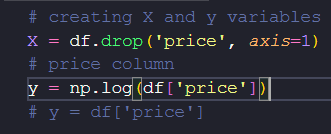 # creating X and y variables
X = df.drop('price', axis=1)
# price column
y = np.log(df['price'])
# y = df['price']